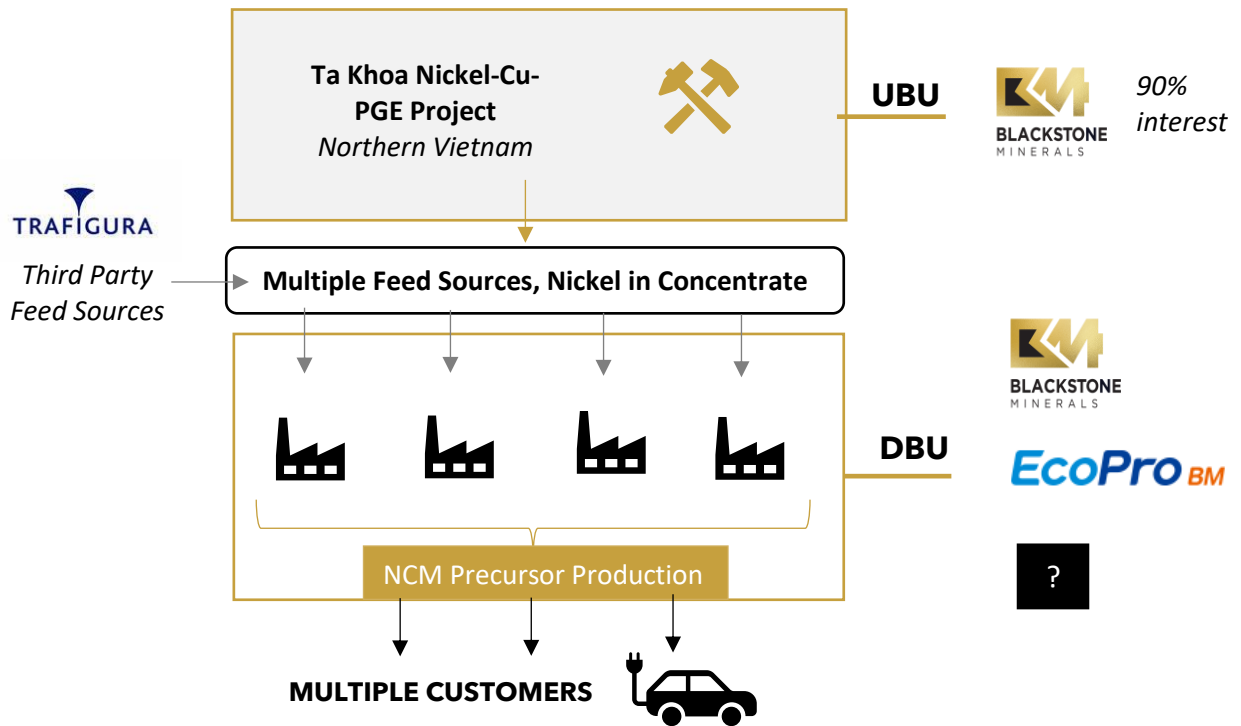 Ta Khoa Nickel-Cu-
PGE Project
Northern Vietnam
UBU
BLACKSTONE
MINERALS
90%
interest
TRAFIGURA
Third Party
Feed Sources
Multiple Feed Sources, Nickel in Concentrate
BLACKSTONE
MINERALS
DBU
EcoPro BM
NCM Precursor Production
?
MULTIPLE CUSTOMERS